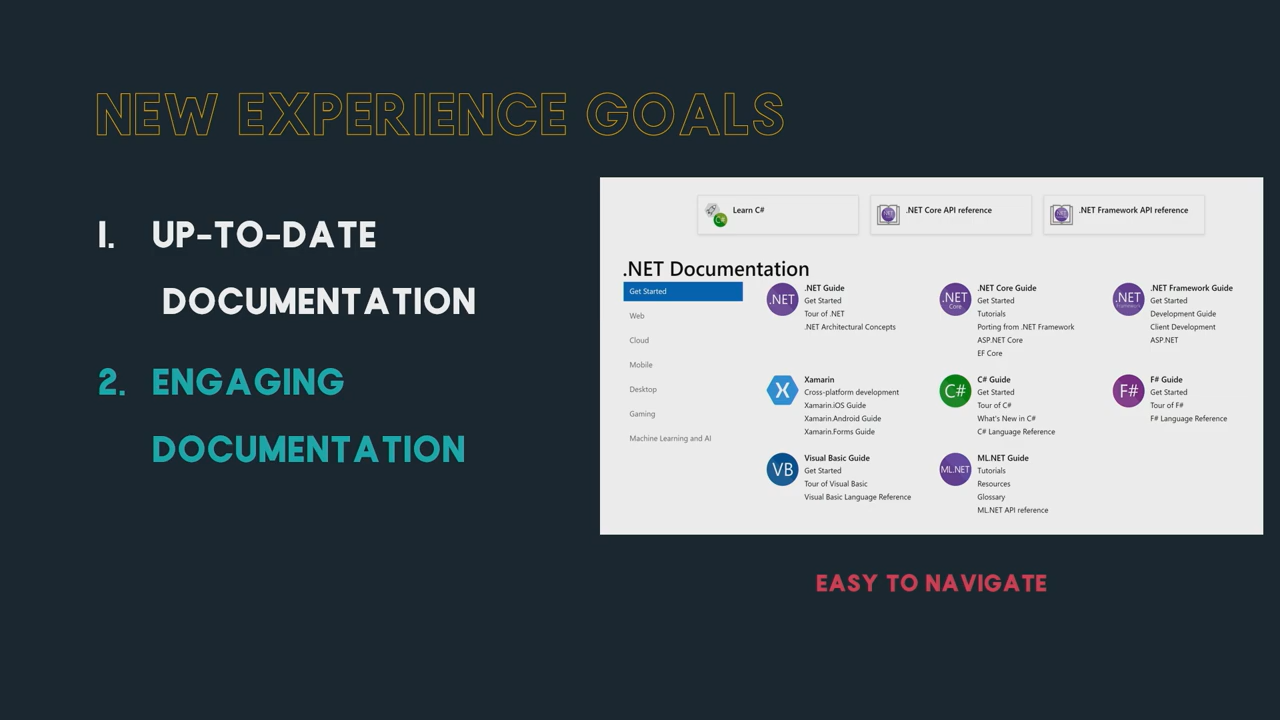 NEW EXPERIENCE GOALS
1. UP-TO-DATE
DOCUMENTATION
2. ENGAGING
DOCUMENTATION
Learn C#
.NET Core API reference
.NET Framework API reference
.NET Documentation
Get Started
Web
Cloud
Mobile
Desktop
Gaming
Machine Learning and AI
.NET
.NET Guide
Get Started
Tour of .NET
.NET Architectural Concepts
.NET
Core
.NET Core Guide
Get Started
Tutorials
Porting from .NET Framework
ASP.NET Core
EF Core
.NET
Framework
.NET Framework Guide
Get Started
Development Guide
Client Development
ASP.NET
X
Xamarin
Cross-platform development
Xamarin.iOS Guide
Xamarin.Android Guide
Xamarin.Forms Guide
C#
C# Guide
Get Started
Tour of C#
What's New in C#
C# Language Reference
F#
F# Guide
Get Started
Tour of F#
F# Language Reference
VB
Visual Basic Guide
Get Started
Tour of Visual Basic
Visual Basic Language Reference
ML.NET
ML.NET Guide
Tutorials
Resources
Glossary
ML.NET API reference
EASY TO NAVIGATE